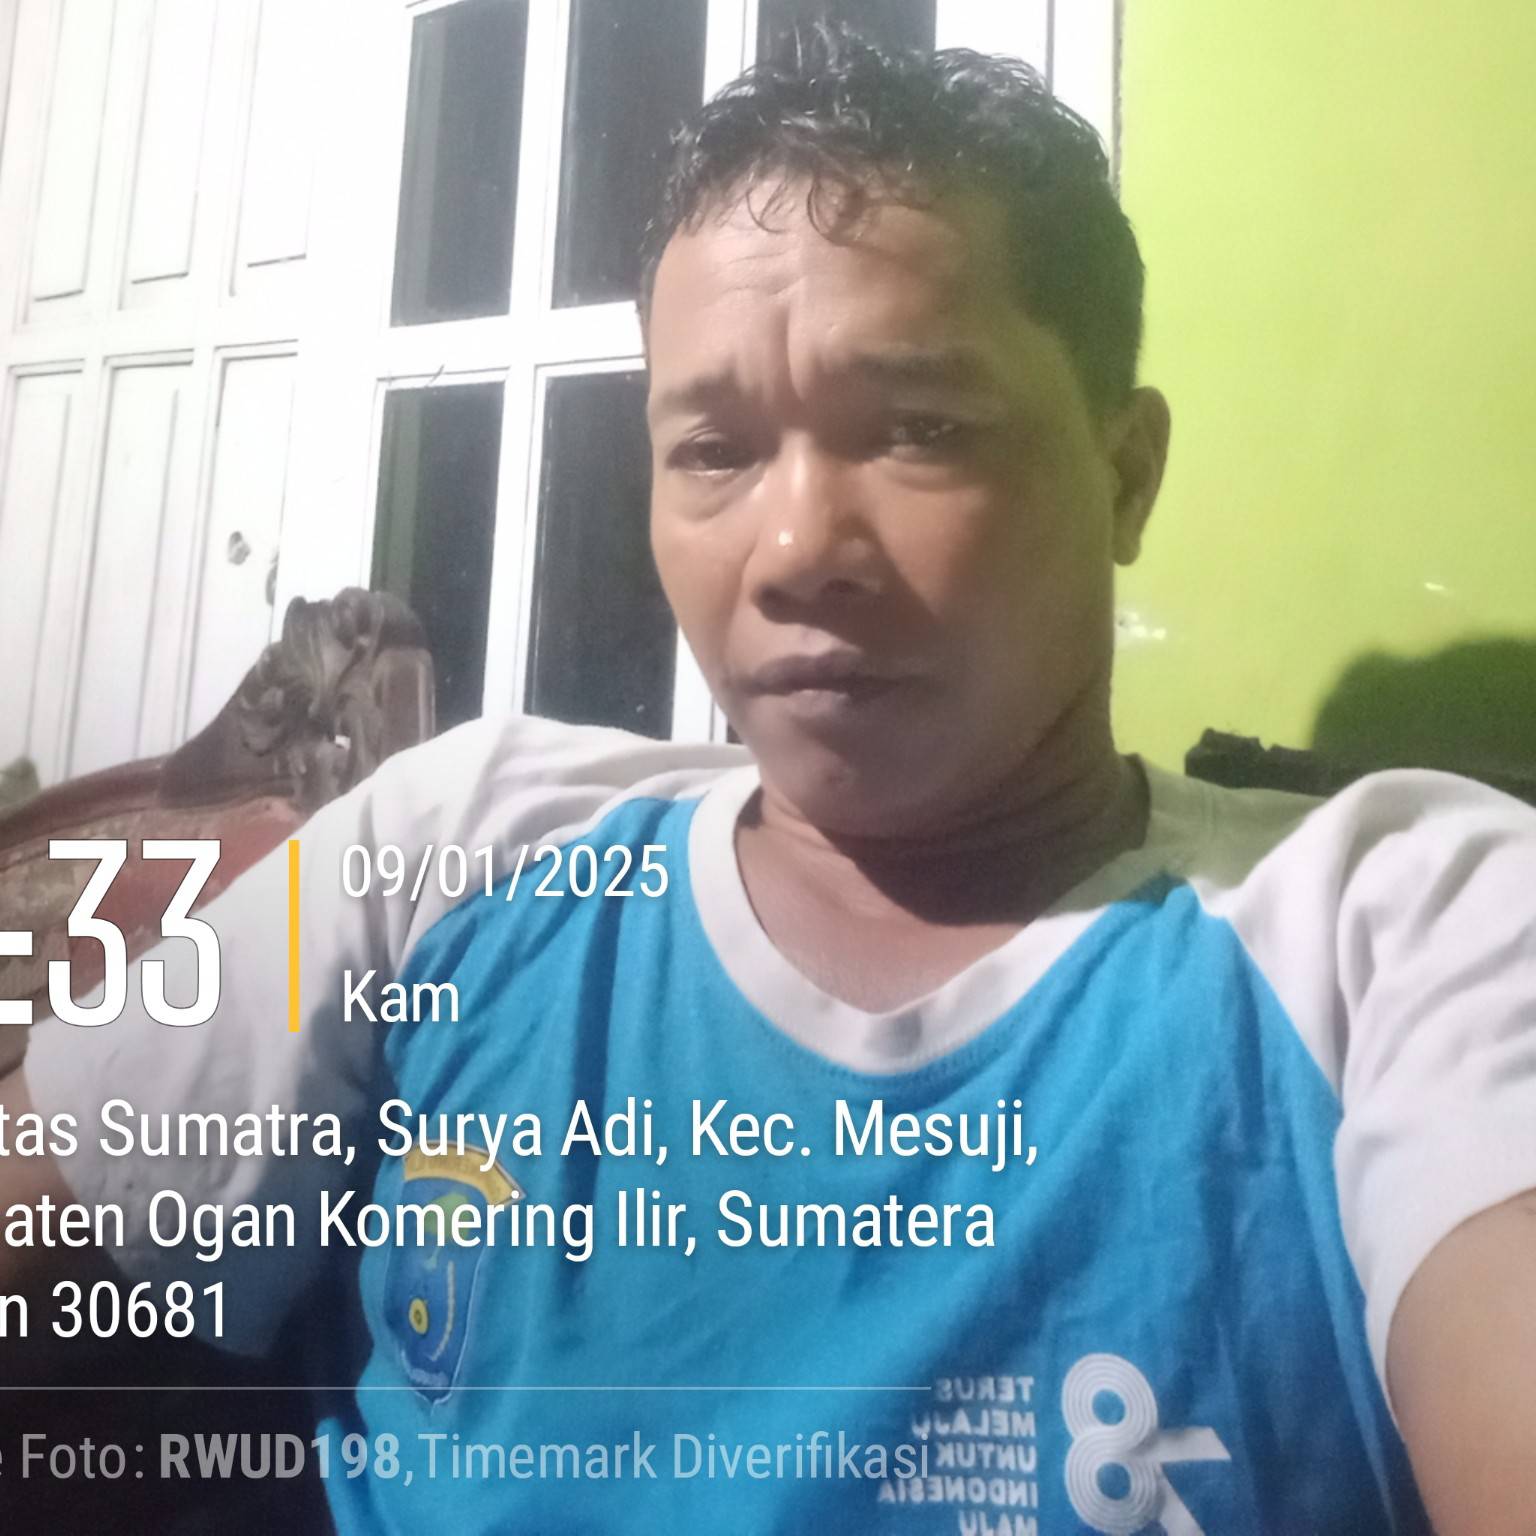 :33
09/01/2025
Kam
tas Sumatra, Surya Adi, Kec. Mesuji,
aten Ogan Komering Ilir, Sumatera
n 30681
e Foto: RWUD198, Timemark Diverifikasi
TERUS
MELAJU
UNTUK
INDONESIA
MAJU